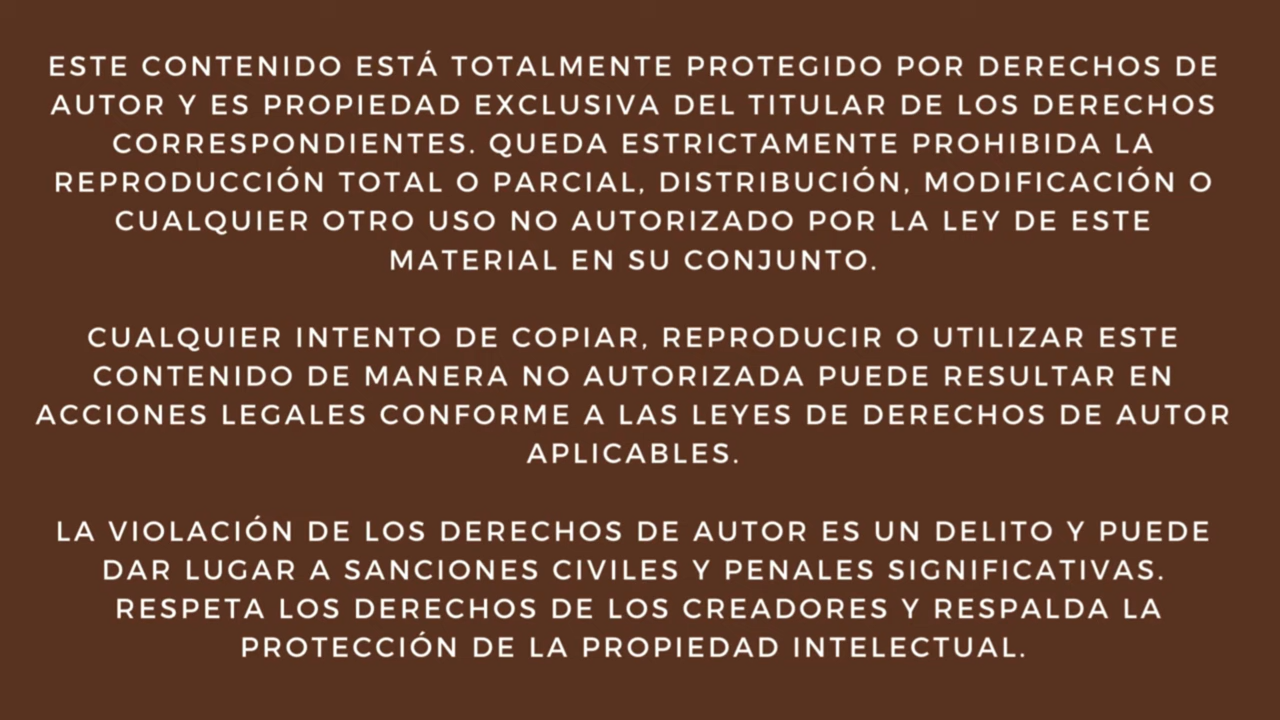 ESTE CONTENIDO ESTÁ TOTALMENTE PROTEGIDO POR DERECHOS DE
AUTOR Y ES PROPIEDAD EXCLUSIVA DEL TITULAR DE LOS DERECHOS
CORRESPONDIENTES. QUEDA ESTRICTAMENTE PROHIBIDA LA
REPRODUCCIÓN TOTAL O PARCIAL, DISTRIBUCIÓN, MODIFICACIÓN O
CUALQUIER OTRO USO NO AUTORIZADO POR LA LEY DE ESTE
MATERIAL EN SU CONJUNTO.
CUALQUIER INTENTO DE COPIAR, REPRODUCIR O UTILIZAR ESTE
CONTENIDO DE MANERA NO AUTORIZADA PUEDE RESULTAR EN
ACCIONES LEGALES CONFORME A LAS LEYES DE DERECHOS DE AUTOR
APLICABLES.
LA VIOLACIÓN DE LOS DERECHOS DE AUTOR ES UN DELITO Y PUEDE
DAR LUGAR A SANCIONES CIVILES Y PENALES SIGNIFICATIVAS.
RESPETA LOS DERECHOS DE LOS CREADORES Y RESPALDA LA
PROTECCIÓN DE LA PROPIEDAD INTELECTUAL.